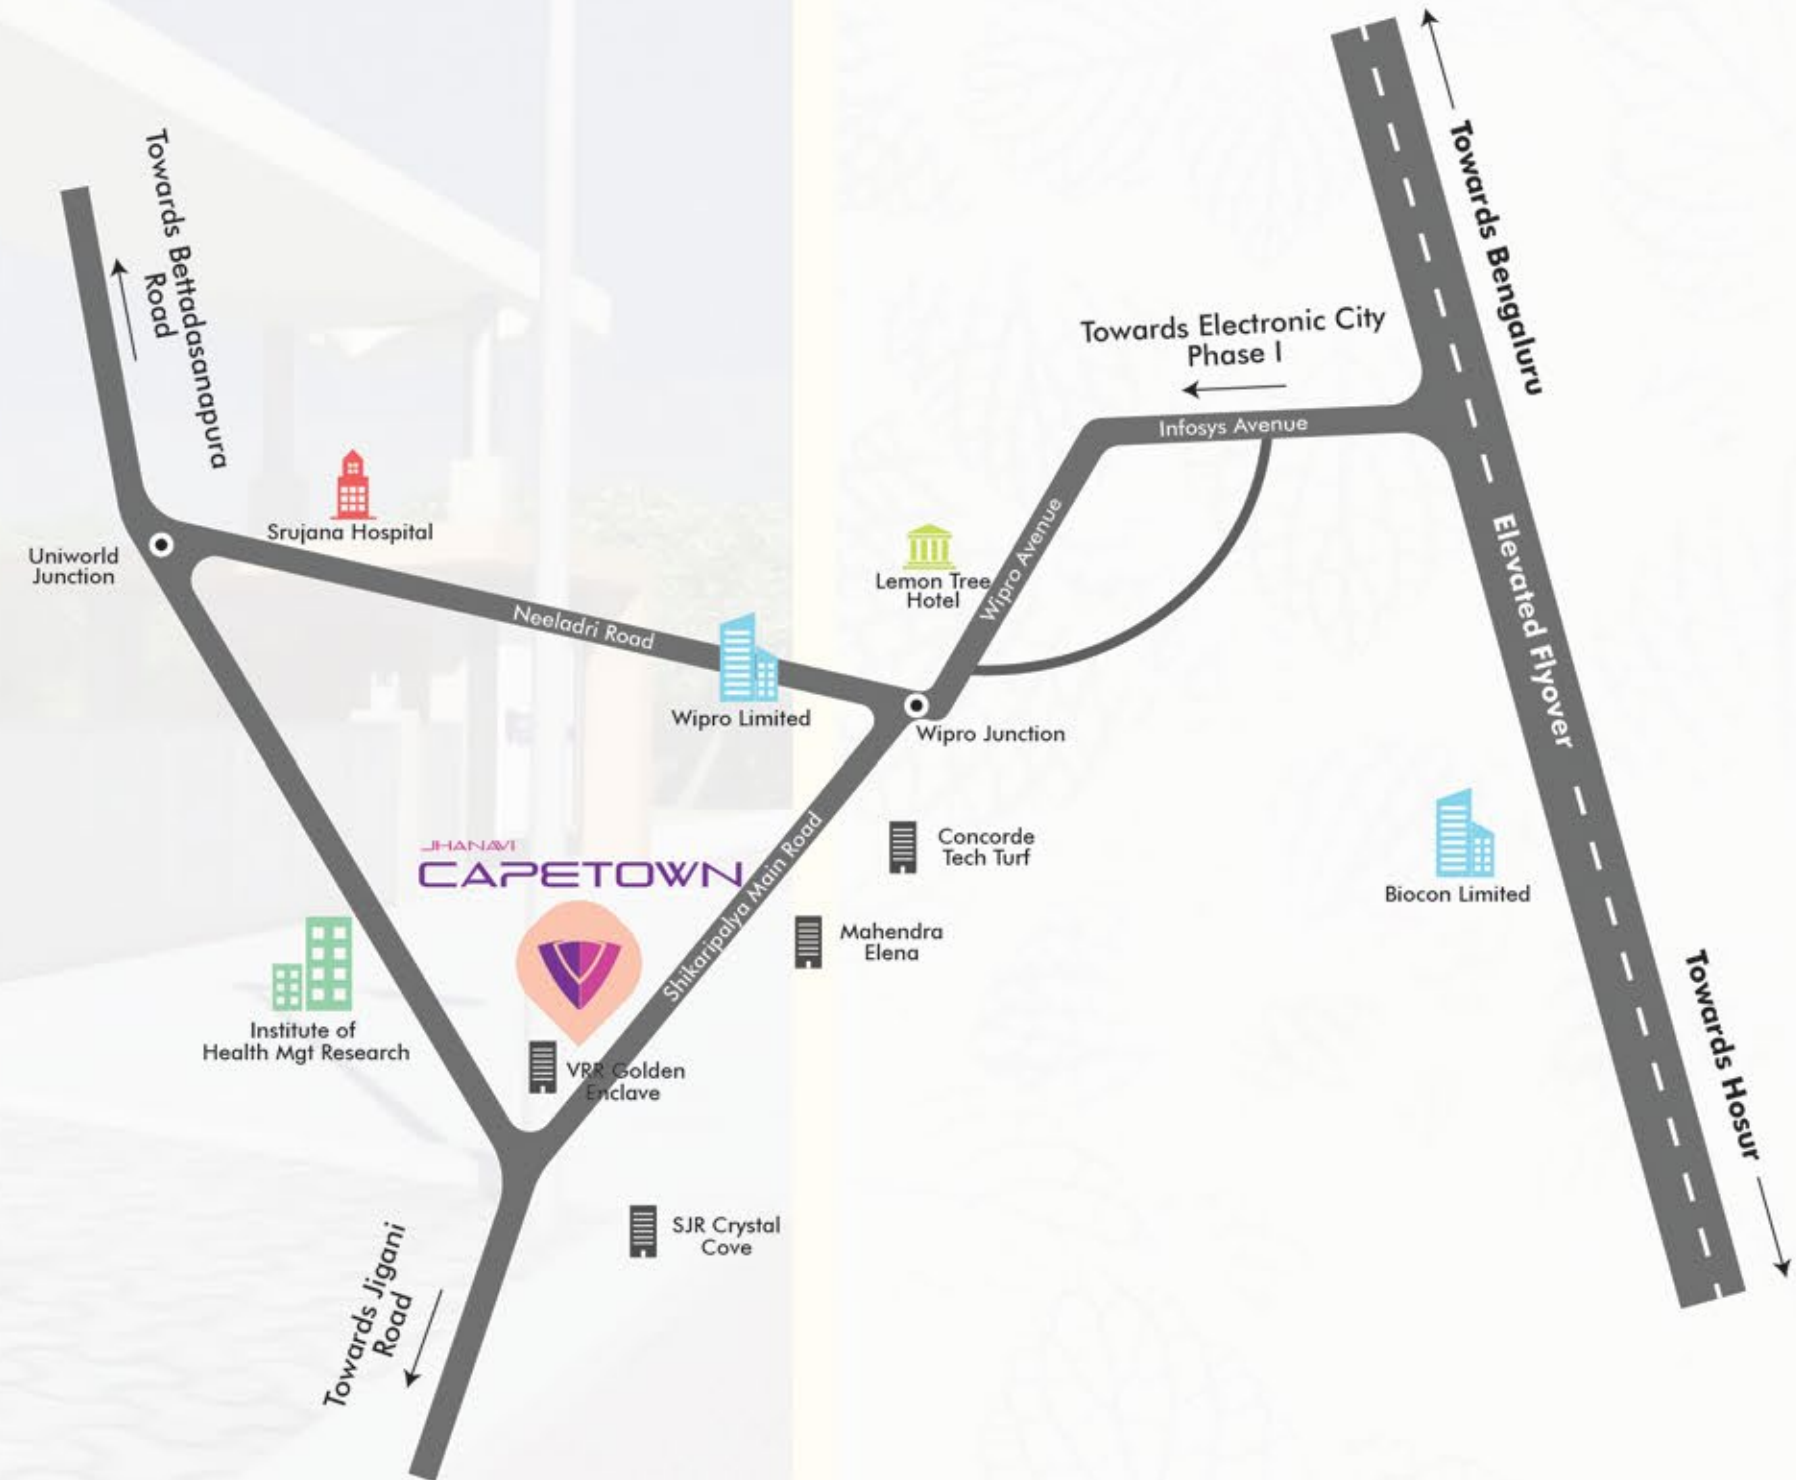 Towards Bengaluru
Towards Bettadasanapura
Road
Towards Electronic City
Phase I
Infosys Avenue
Srujana Hospital
Uniworld
Junction
Neeladri Road
Lemon Tree
Hotel
Wipro Avenue
Elevated Flyover
Wipro Limited
Wipro Junction
JHANAVI
CAPETOWN
Shikaripalya Main Road
Concorde
Tech Turf
Biocon Limited
Mahendra
Elena
Institute of
Health Mgt Research
VRR Golden
Enclave
Towards Hosur
SJR Crystal
Cove
Towards Jigani
Road